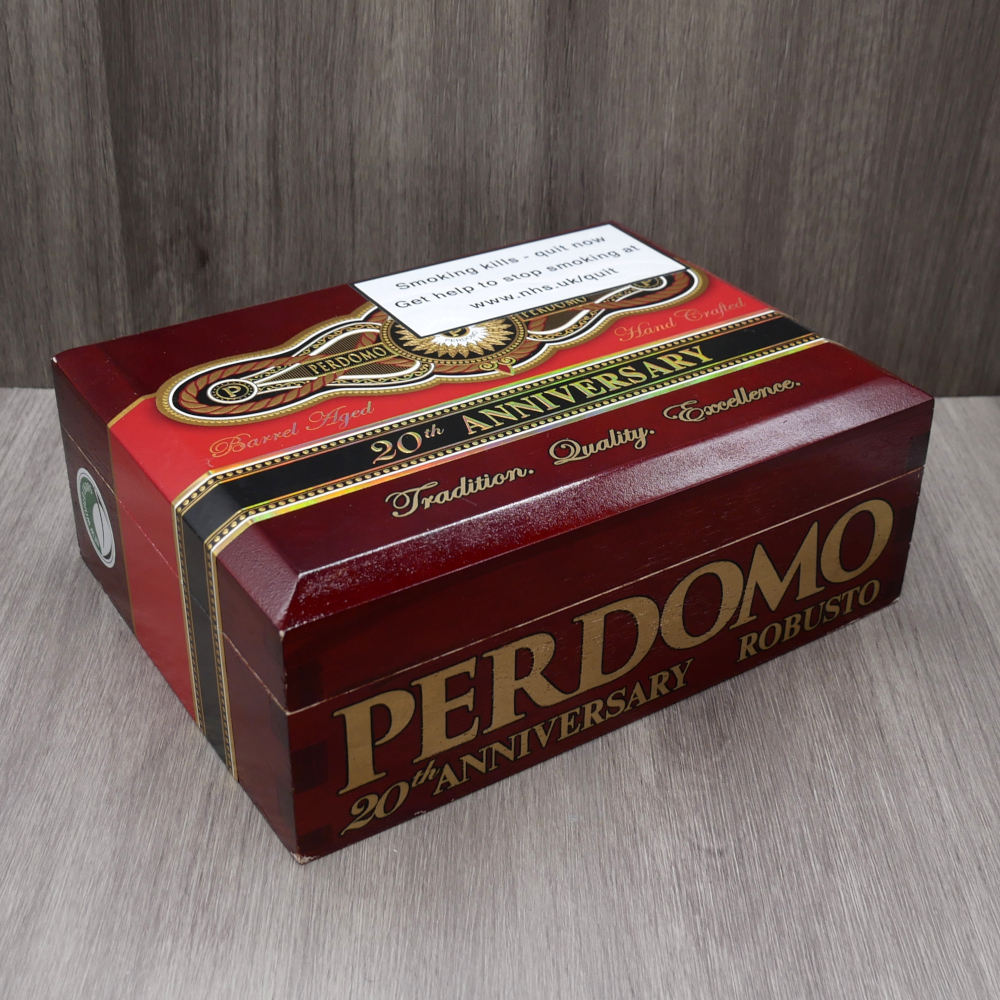 Smoking kills - quit now
Get help to stop smoking at
www.nhs.uk/quit
PERDOMO
P
PERDOMO
P
Barrel Aged
Hand Crafted
20th ANNIVERSARY
Tradition. Quality. Excellence.
PERDOMO
20th ANNIVERSARY ROBUSTO